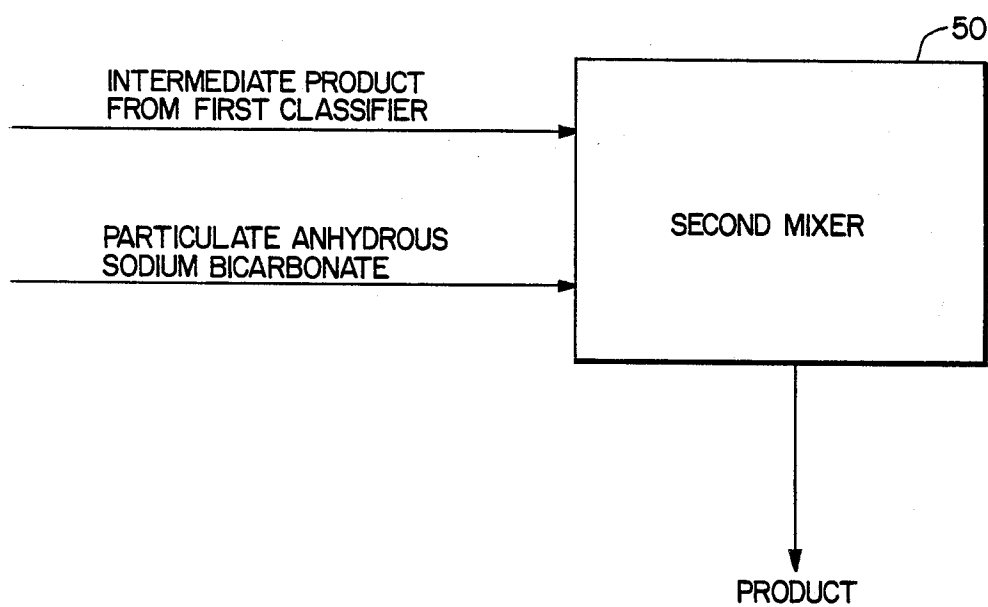 50
INTERMEDIATE PRODUCT
FROM FIRST CLASSIFIER
PARTICULATE ANHYDROUS
SODIUM BICARBONATE
SECOND MIXER
PRODUCT